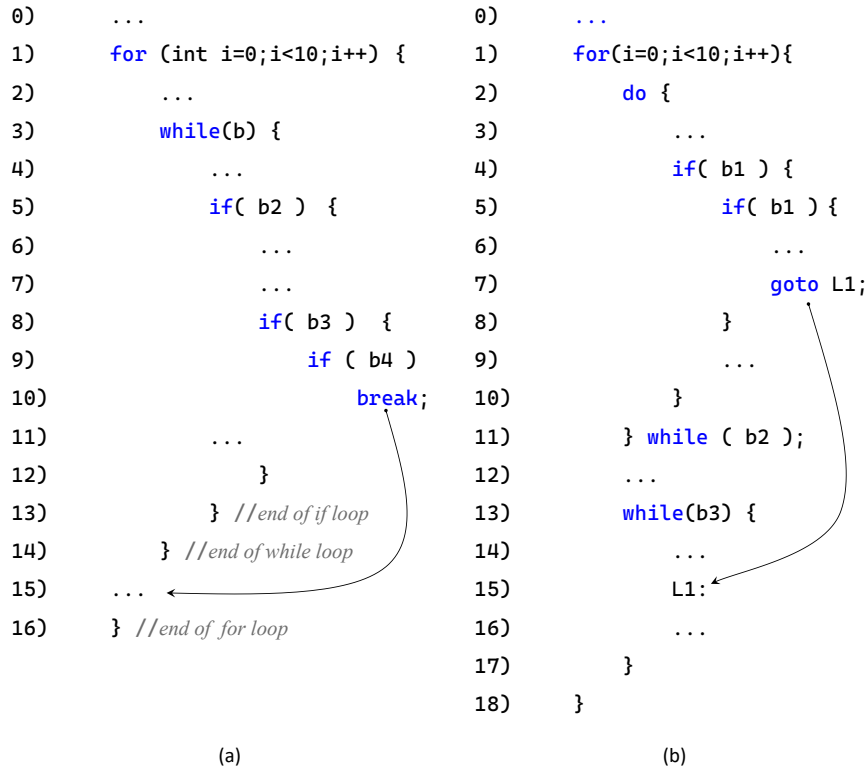 0) ...
1) for (int i=0;i<10;i++) {
2) ...
3) while(b) {
4) ...
5) if( b2 ) {
6) ...
7) ...
8) if( b3 ) {
9) if ( b4 )
10) break;
11) ...
12) }
13) } //end of if loop
14) } //end of while loop
15) ...
16) } //end of for loop
(a)
0) ...
1) for(i=0;i<10;i++){
2) do {
3) ...
4) if( b1 ) {
5) if( b1 ) {
6) ...
7) goto L1;
8) }
9) ...
10) }
11) } while ( b2 );
12) ...
13) while(b3) {
14) ...
15) L1:
16) ...
17) }
18) }
(b)